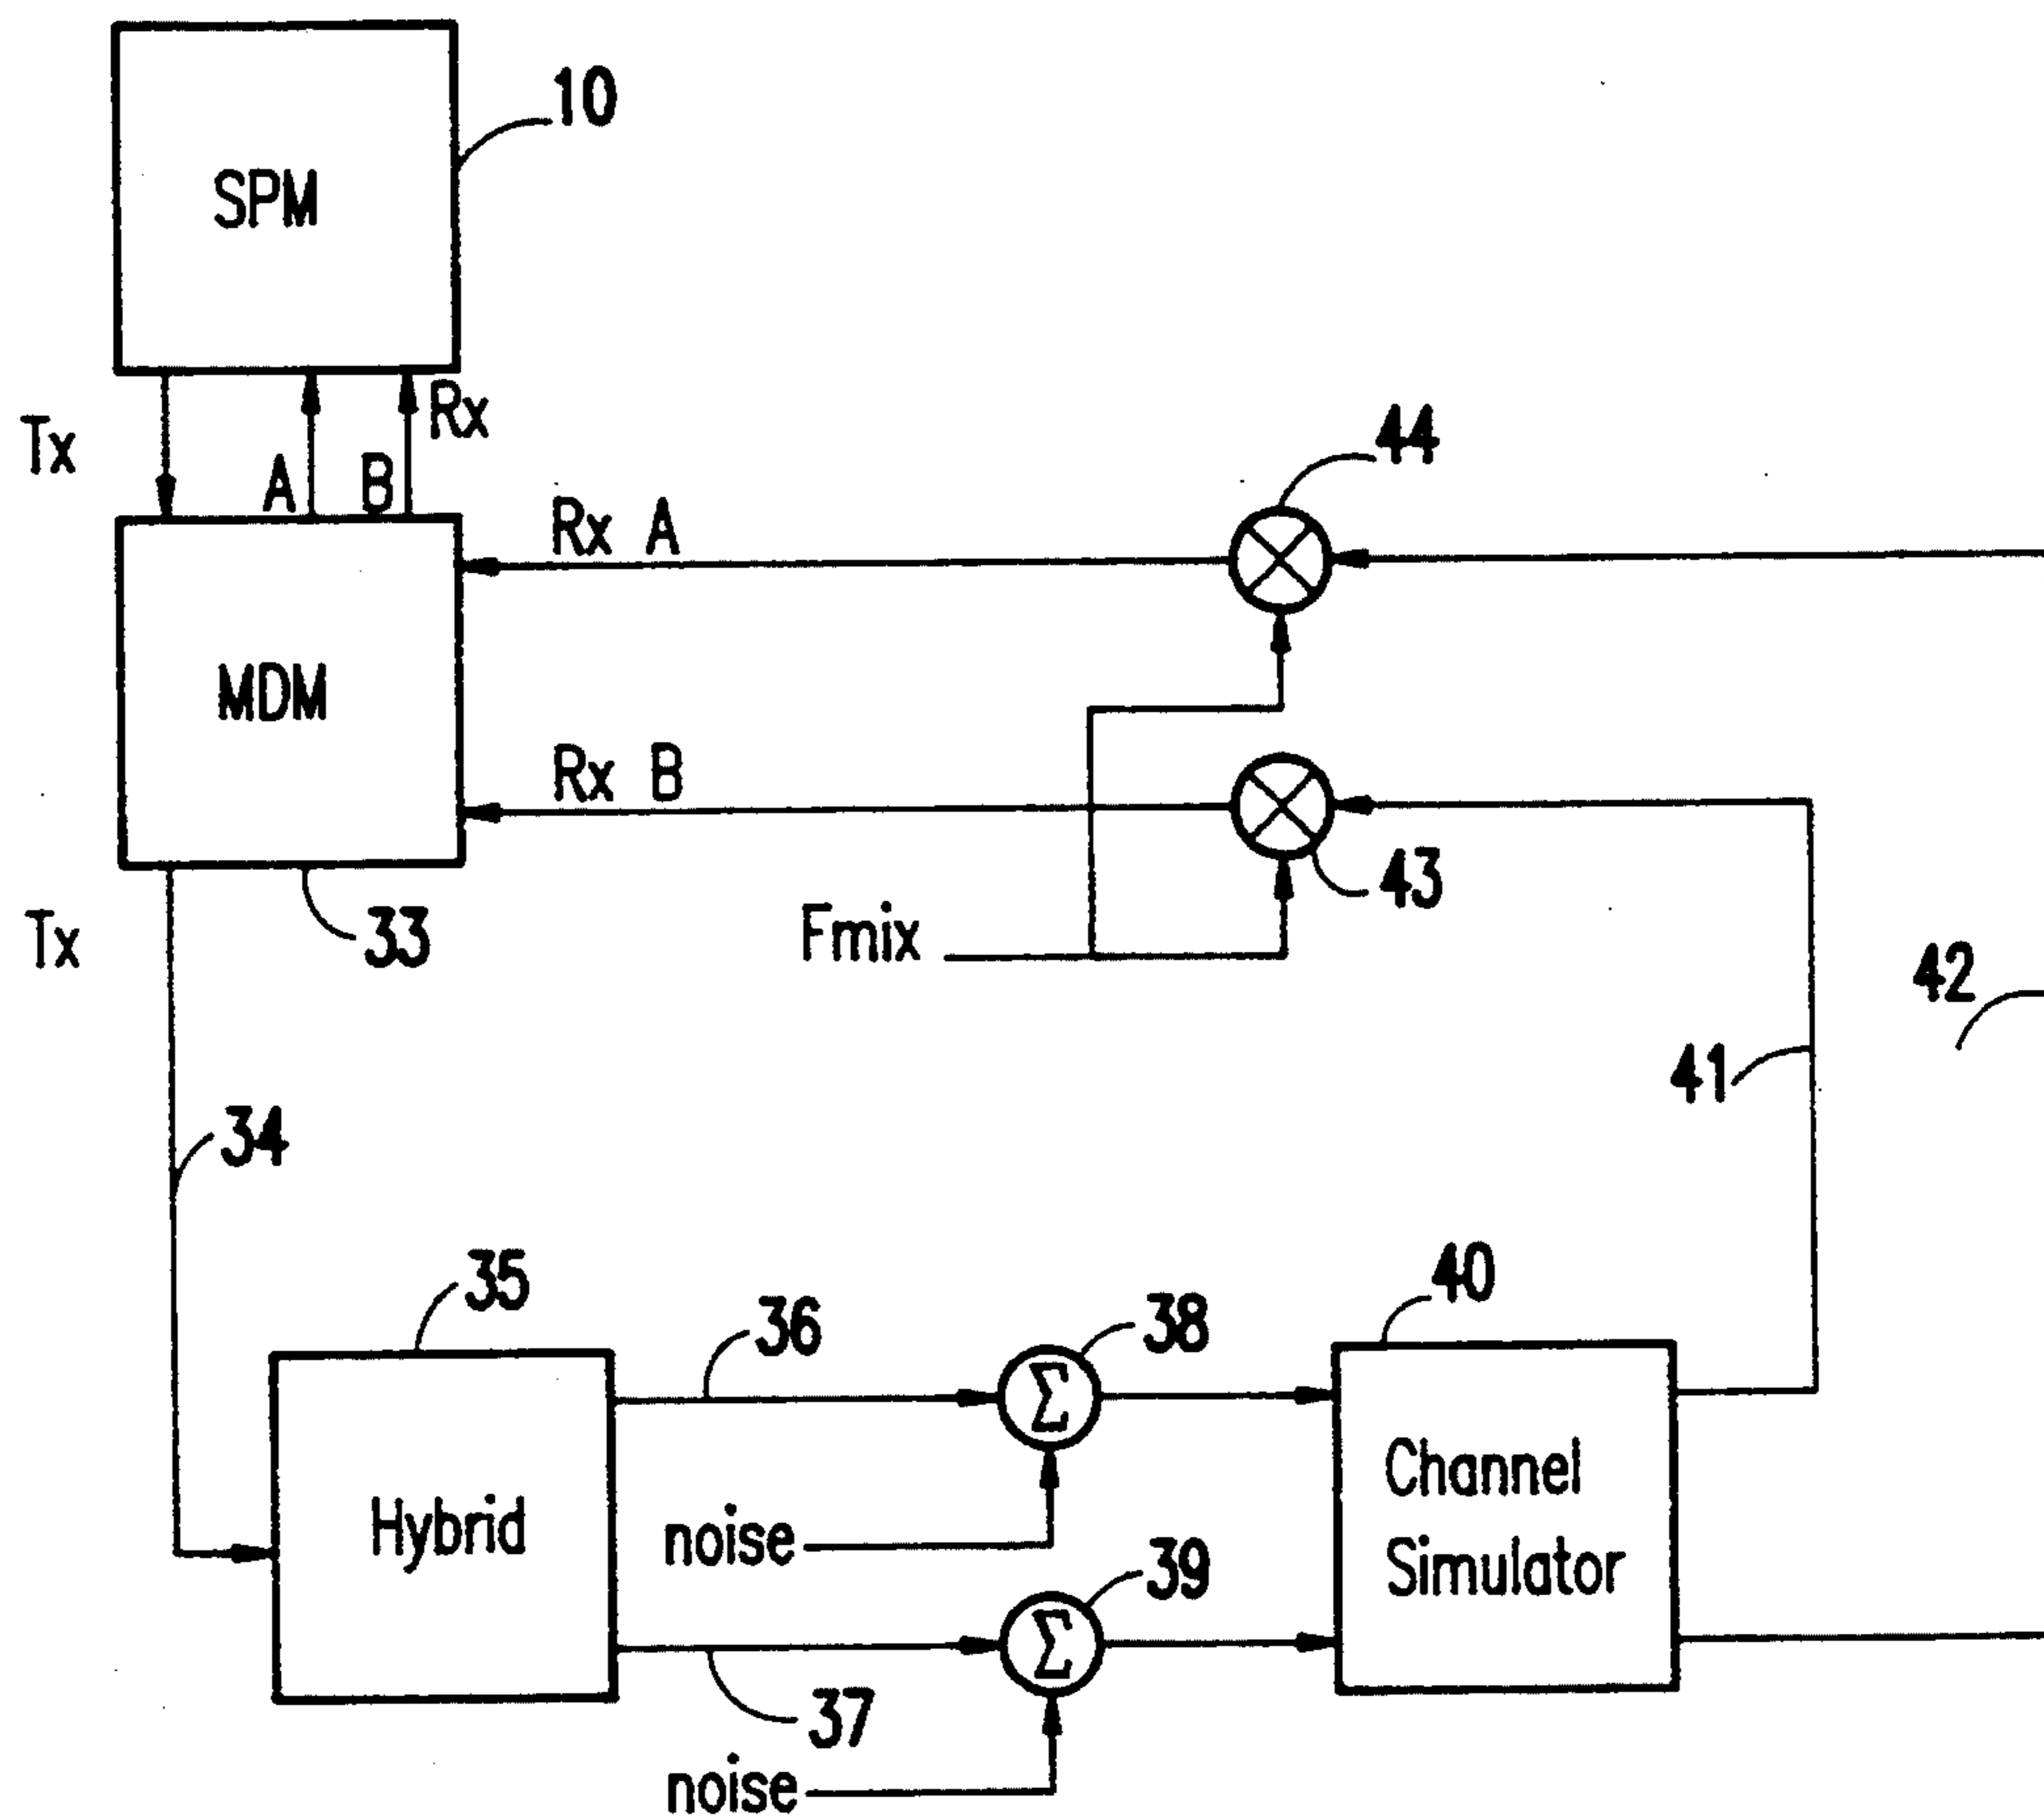 10
SPM
Tx
Rx
A
B
44
Rx A
MDM
Rx B
43
Tx
33
Fmix
42
41
34
35
36
38
40
Hybrid
Σ
Channel
Simulator
noise
39
Σ
37
noise